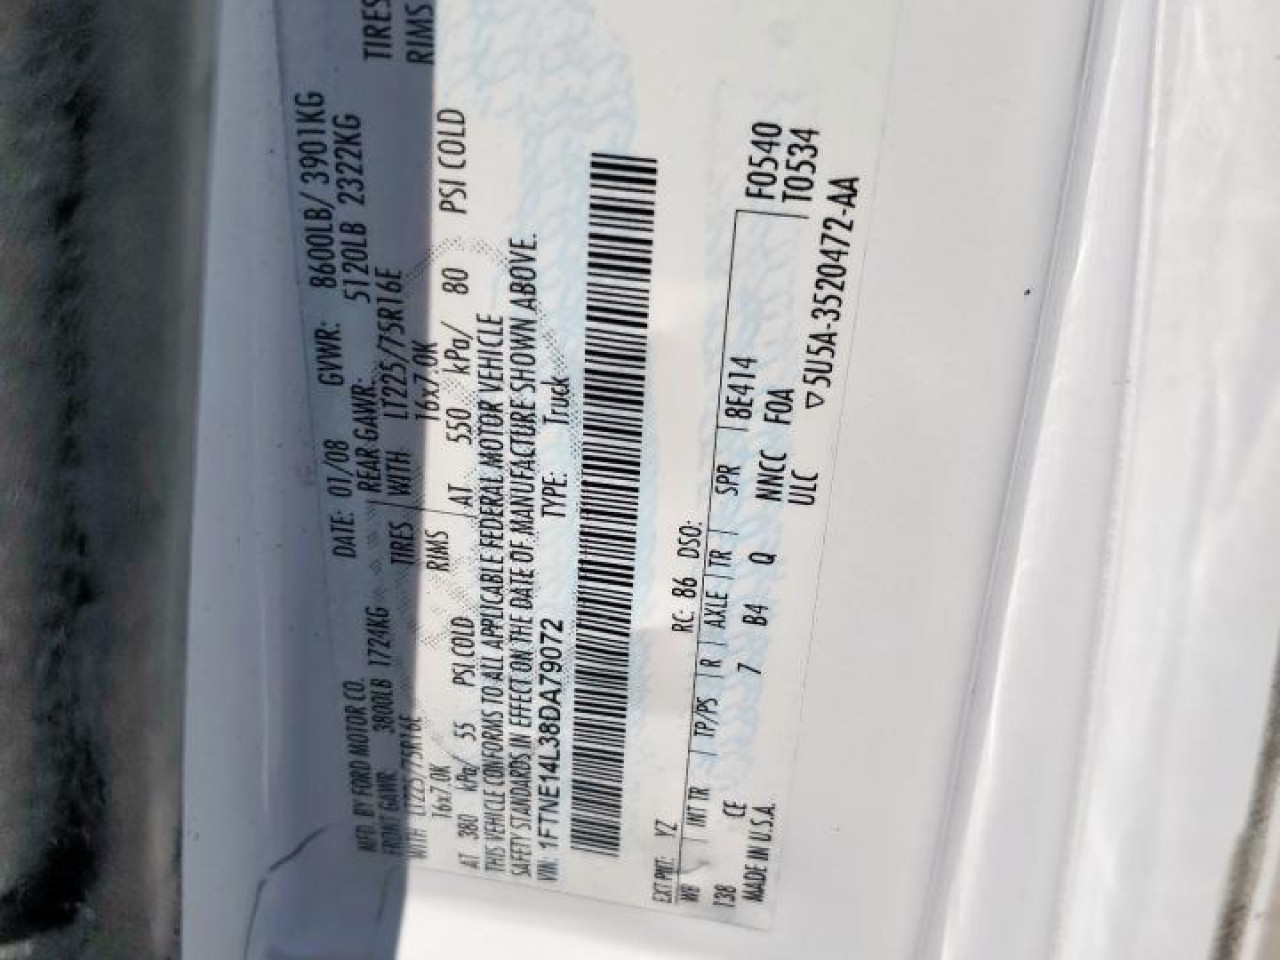 MFD. BY FORD MOTOR CO. DATE: 01/08 GVWR: 8600LB/ 3901KG
FRONT GAWR: 3800LB 1724KG REAR GAWR: 5120LB 2322KG
WITH LT225/75R16E TIRES WITH LT225/75R16E TIRES
16x7.0K RIMS 16x7.0K RIMS
AT 380 kPa/ 55 PSI COLD AT 550 kPa/ 80 PSI COLD
THIS VEHICLE CONFORMS TO ALL APPLICABLE FEDERAL MOTOR VEHICLE
SAFETY STANDARDS IN EFFECT ON THE DATE OF MANUFACTURE SHOWN ABOVE.
VIN: 1FTNE14L38DA79072 TYPE: Truck
EXT PNT: YZ RC: 86 DSO:
WB INT TR TP/PS R AXLE TR SPR 8E414 F0540
138 CE 7 B4 Q NNCC F0A T0534
MADE IN U.S.A. ULC ▽5U5A-3520472-AA